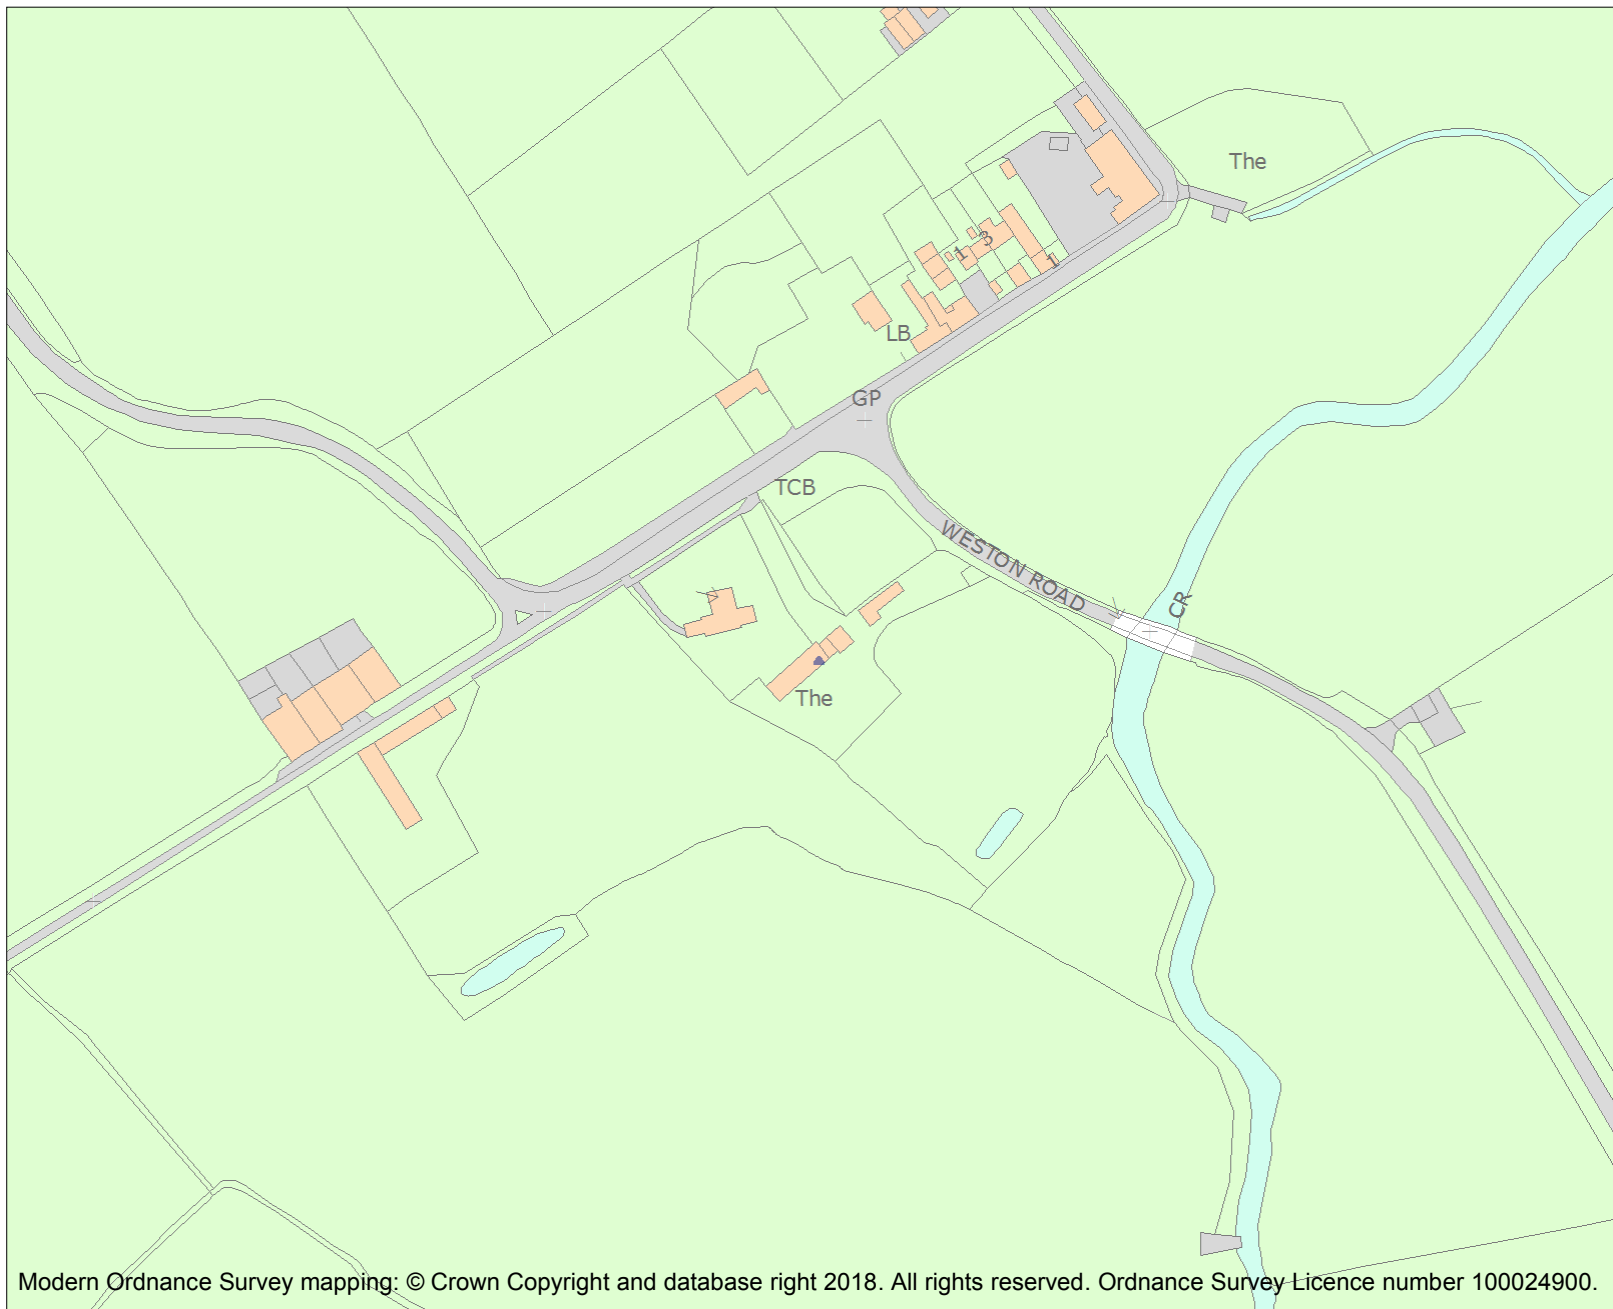 The
3
1
1
LB
GP
TCB
WESTON ROAD
CR
The
Modern Ordnance Survey mapping: © Crown Copyright and database right 2018. All rights reserved. Ordnance Survey Licence number 100024900.